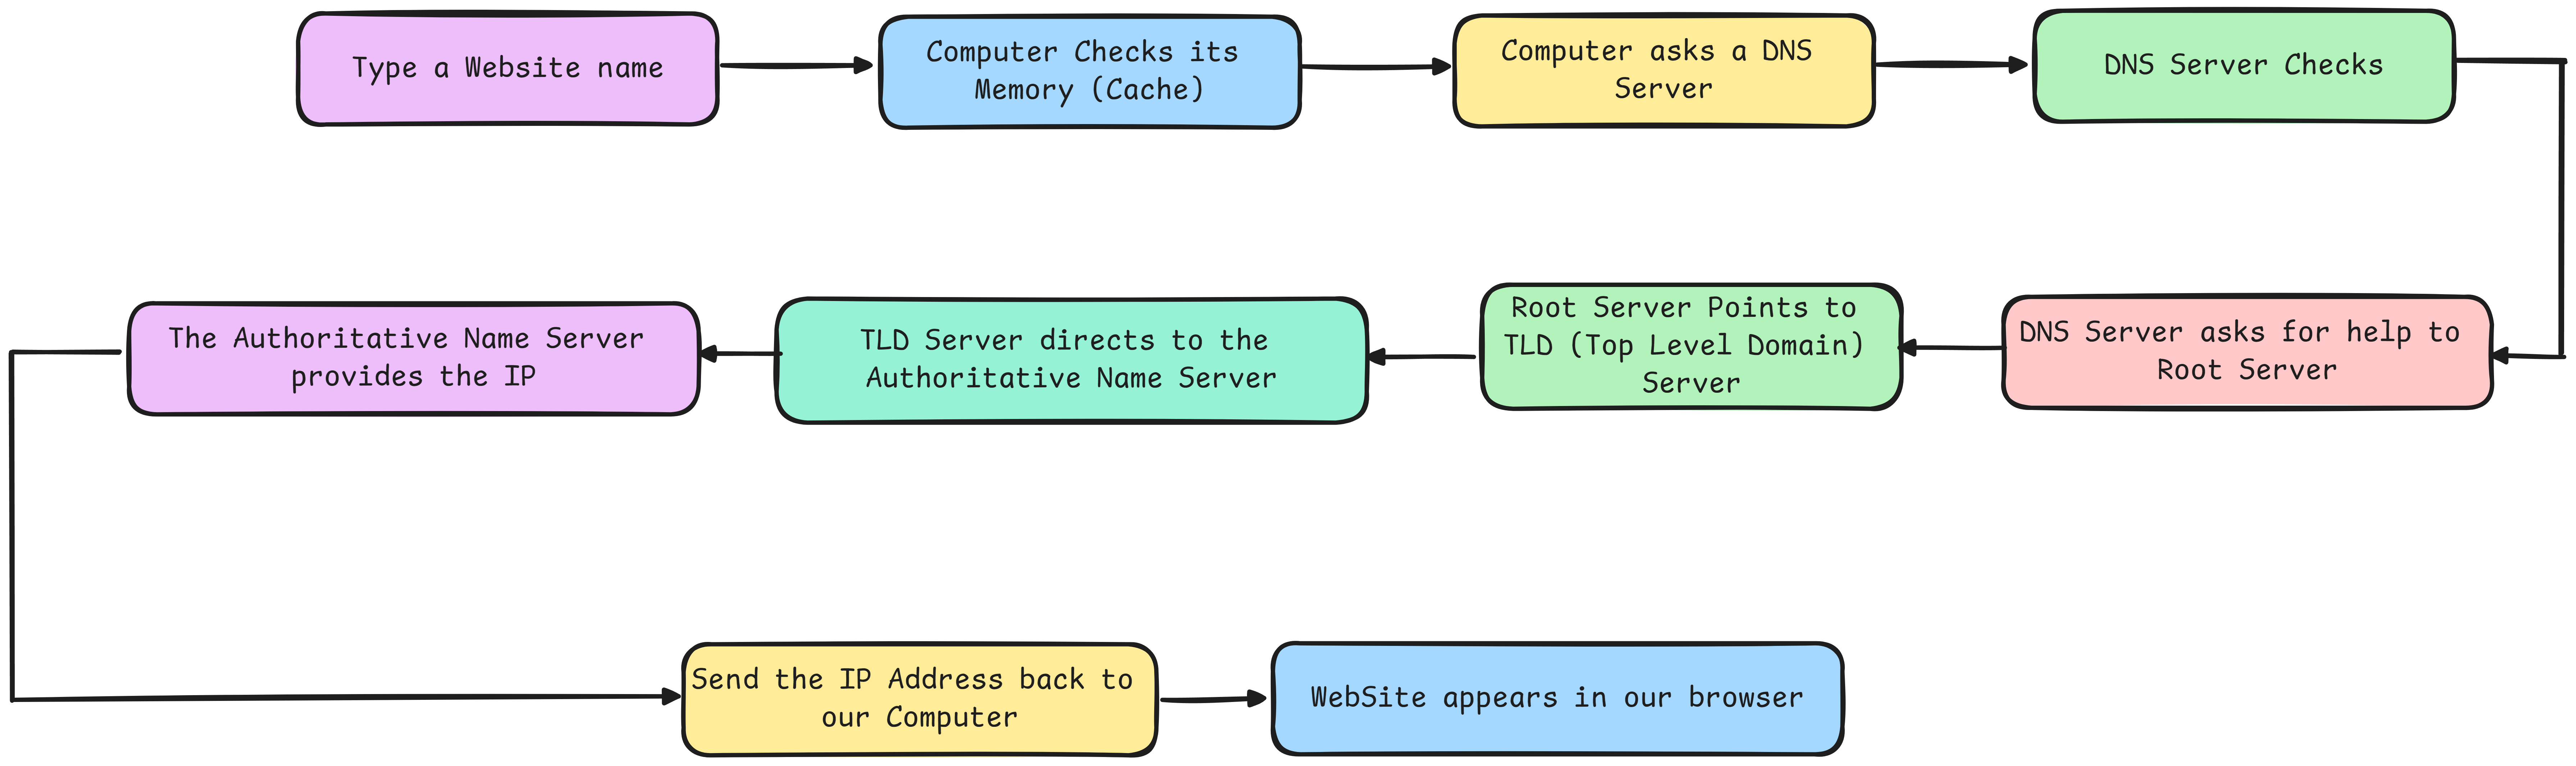 Type a Website name
Computer Checks its
Memory (Cache)
Computer asks a DNS
Server
DNS Server Checks
DNS Server asks for help to
Root Server
Root Server Points to
TLD (Top Level Domain)
Server
TLD Server directs to the
Authoritative Name Server
The Authoritative Name Server
provides the IP
Send the IP Address back to
our Computer
WebSite appears in our browser